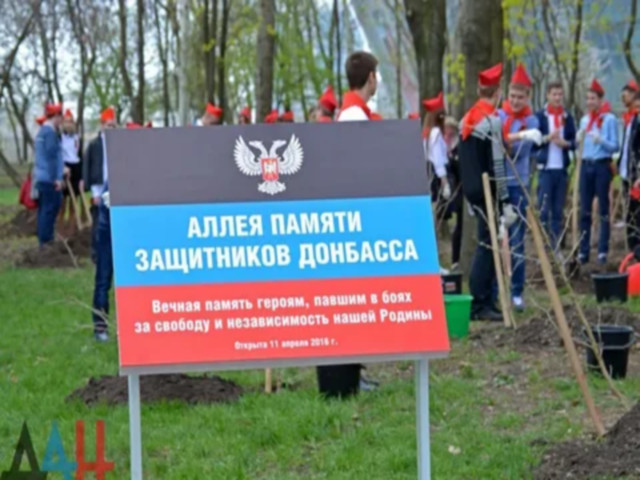 АЛЛЕЯ ПАМЯТИ
ЗАЩИТНИКОВ ДОНБАССА
Вечная память героям, павшим в боях
за свободу и независимость нашей Родины
Открыта 11 апреля 2016 г.
ДАН